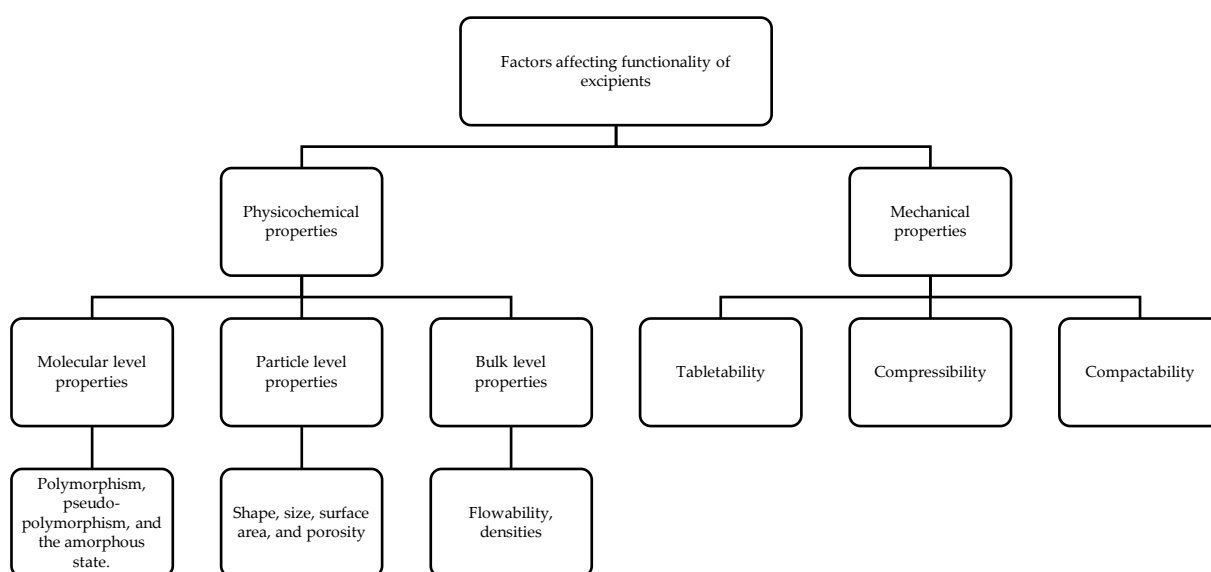 Factors affecting functionality of
excipients
Physicochemical
properties
Mechanical
properties
Molecular level
properties
Particle level
properties
Bulk level
properties
Tabletability
Compressibility
Compactability
Polymorphism,
pseudo-
polymorphism, and
the amorphous
state.
Shape, size, surface
area, and porosity
Flowability,
densities